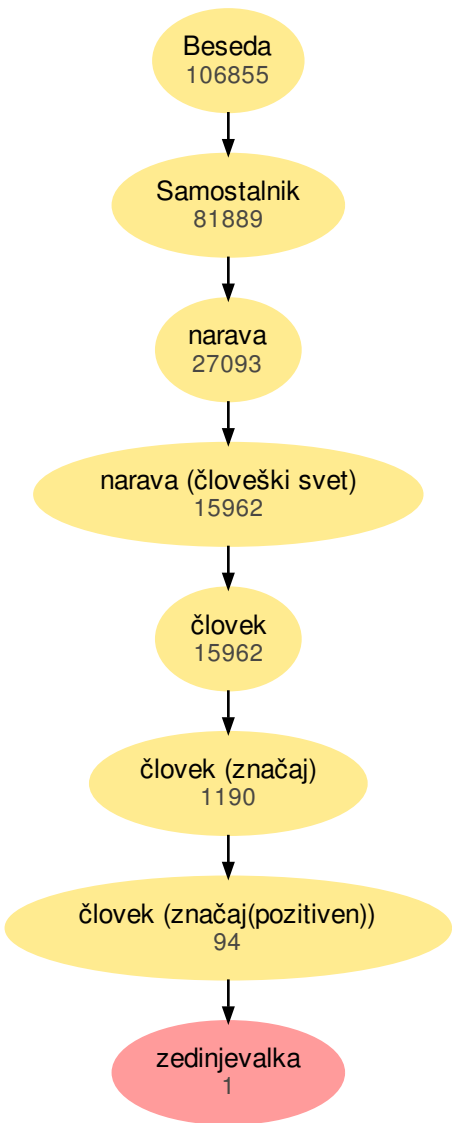 Beseda
106855
Samostalnik
81889
narava
27093
narava (človeški svet)
15962
človek
15962
človek (značaj)
1190
človek (značaj(pozitiven))
94
zedinjevalka
1